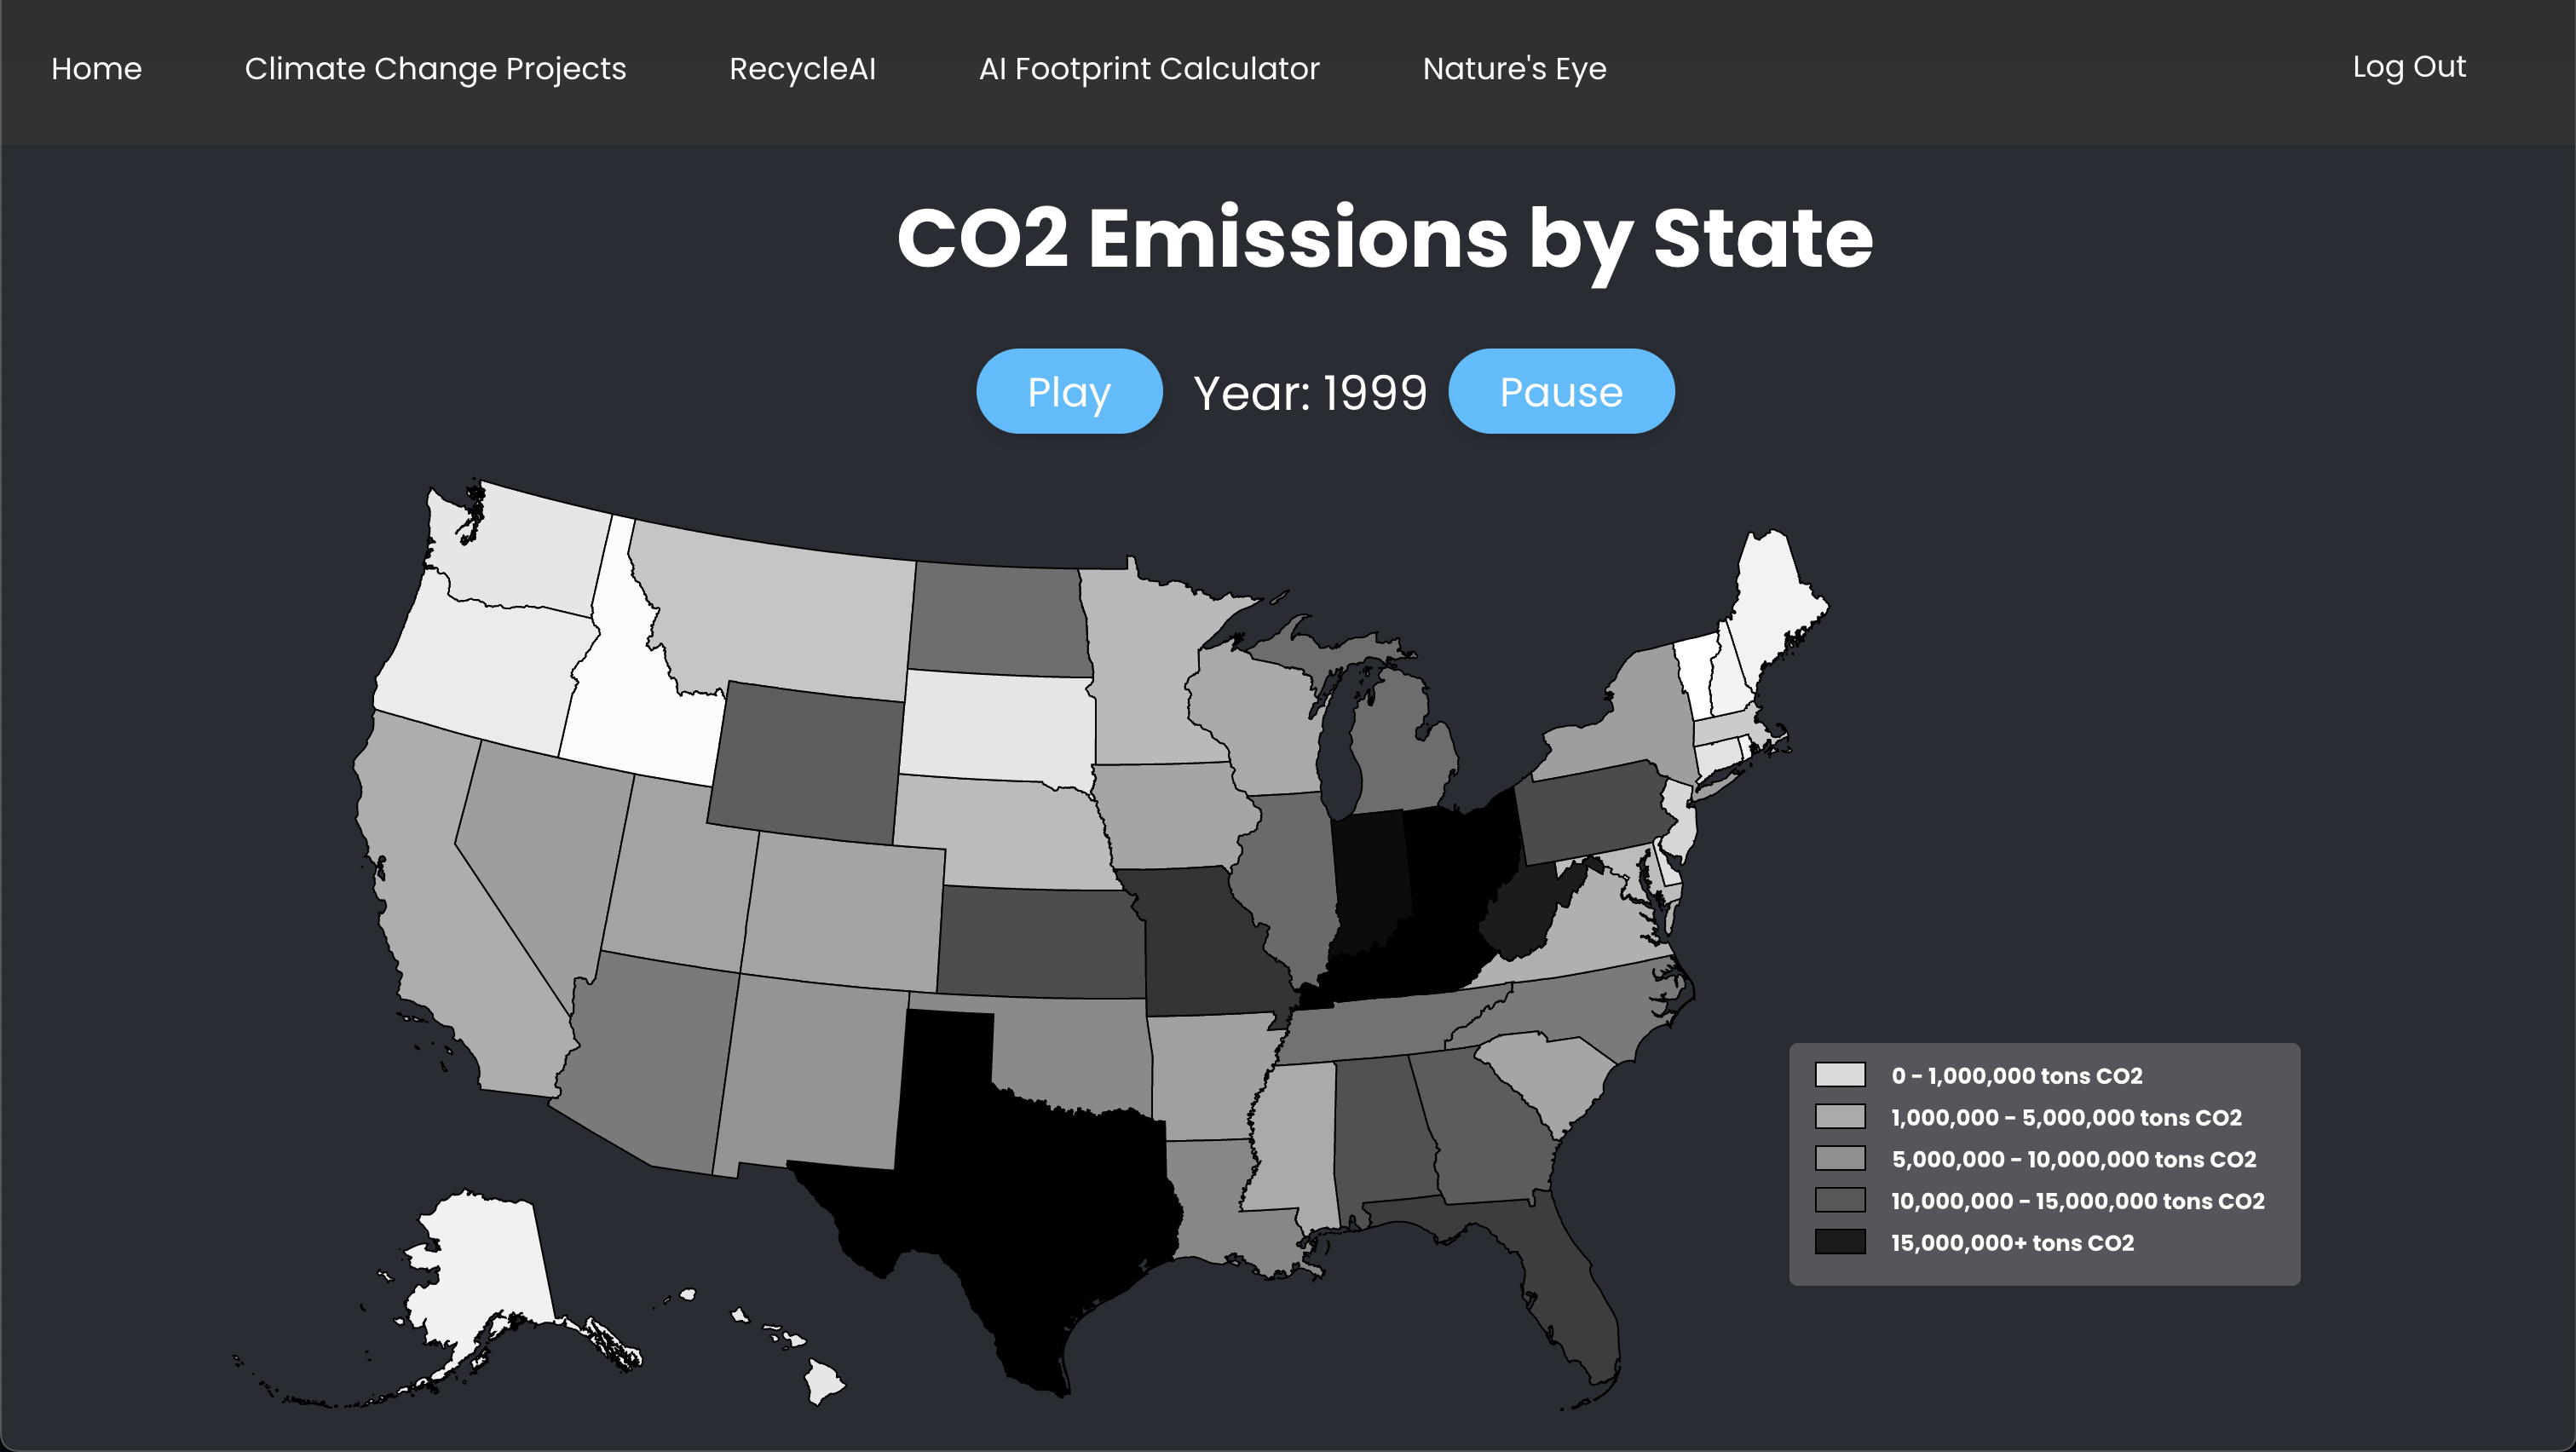 Home
Climate Change Projects
RecycleAI
AI Footprint Calculator
Nature's Eye
Log Out
CO2 Emissions by State
Play
Year: 1999
Pause
0 - 1,000,000 tons CO2
1,000,000 - 5,000,000 tons CO2
5,000,000 - 10,000,000 tons CO2
10,000,000 - 15,000,000 tons CO2
15,000,000+ tons CO2